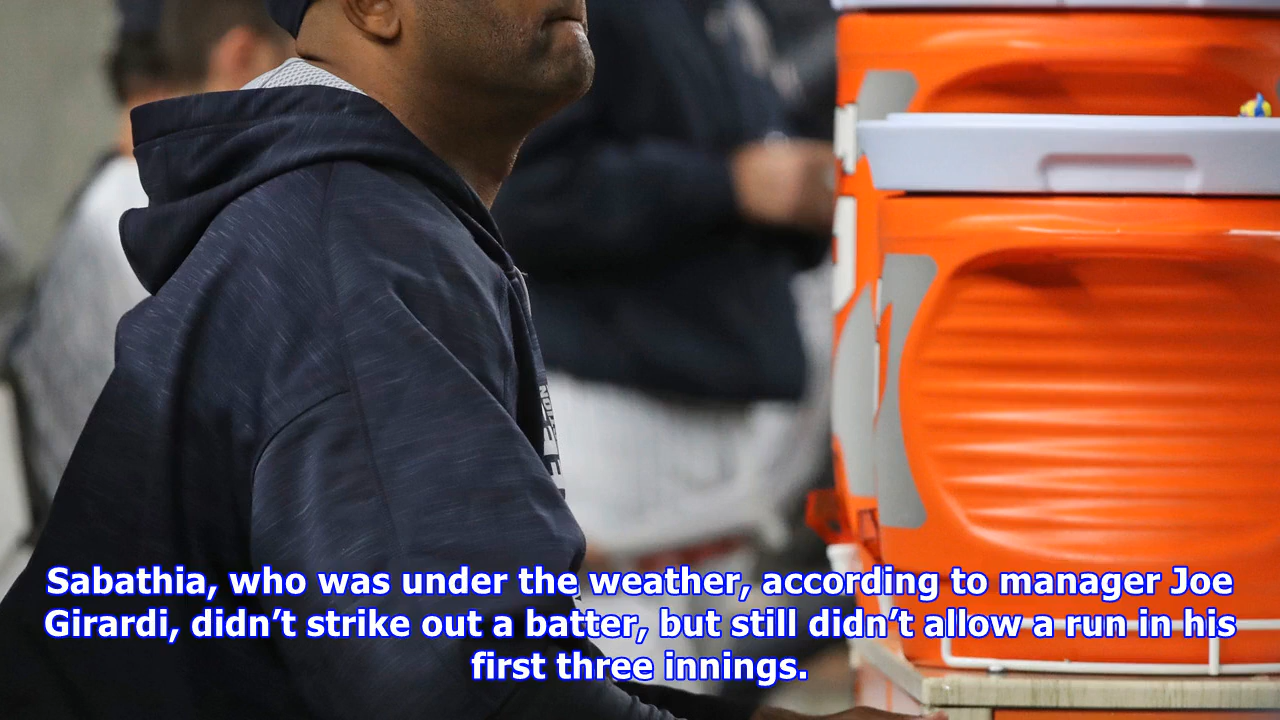 Sabathia, who was under the weather, according to manager Joe
Girardi, didn’t strike out a batter, but still didn’t allow a run in his
first three innings.